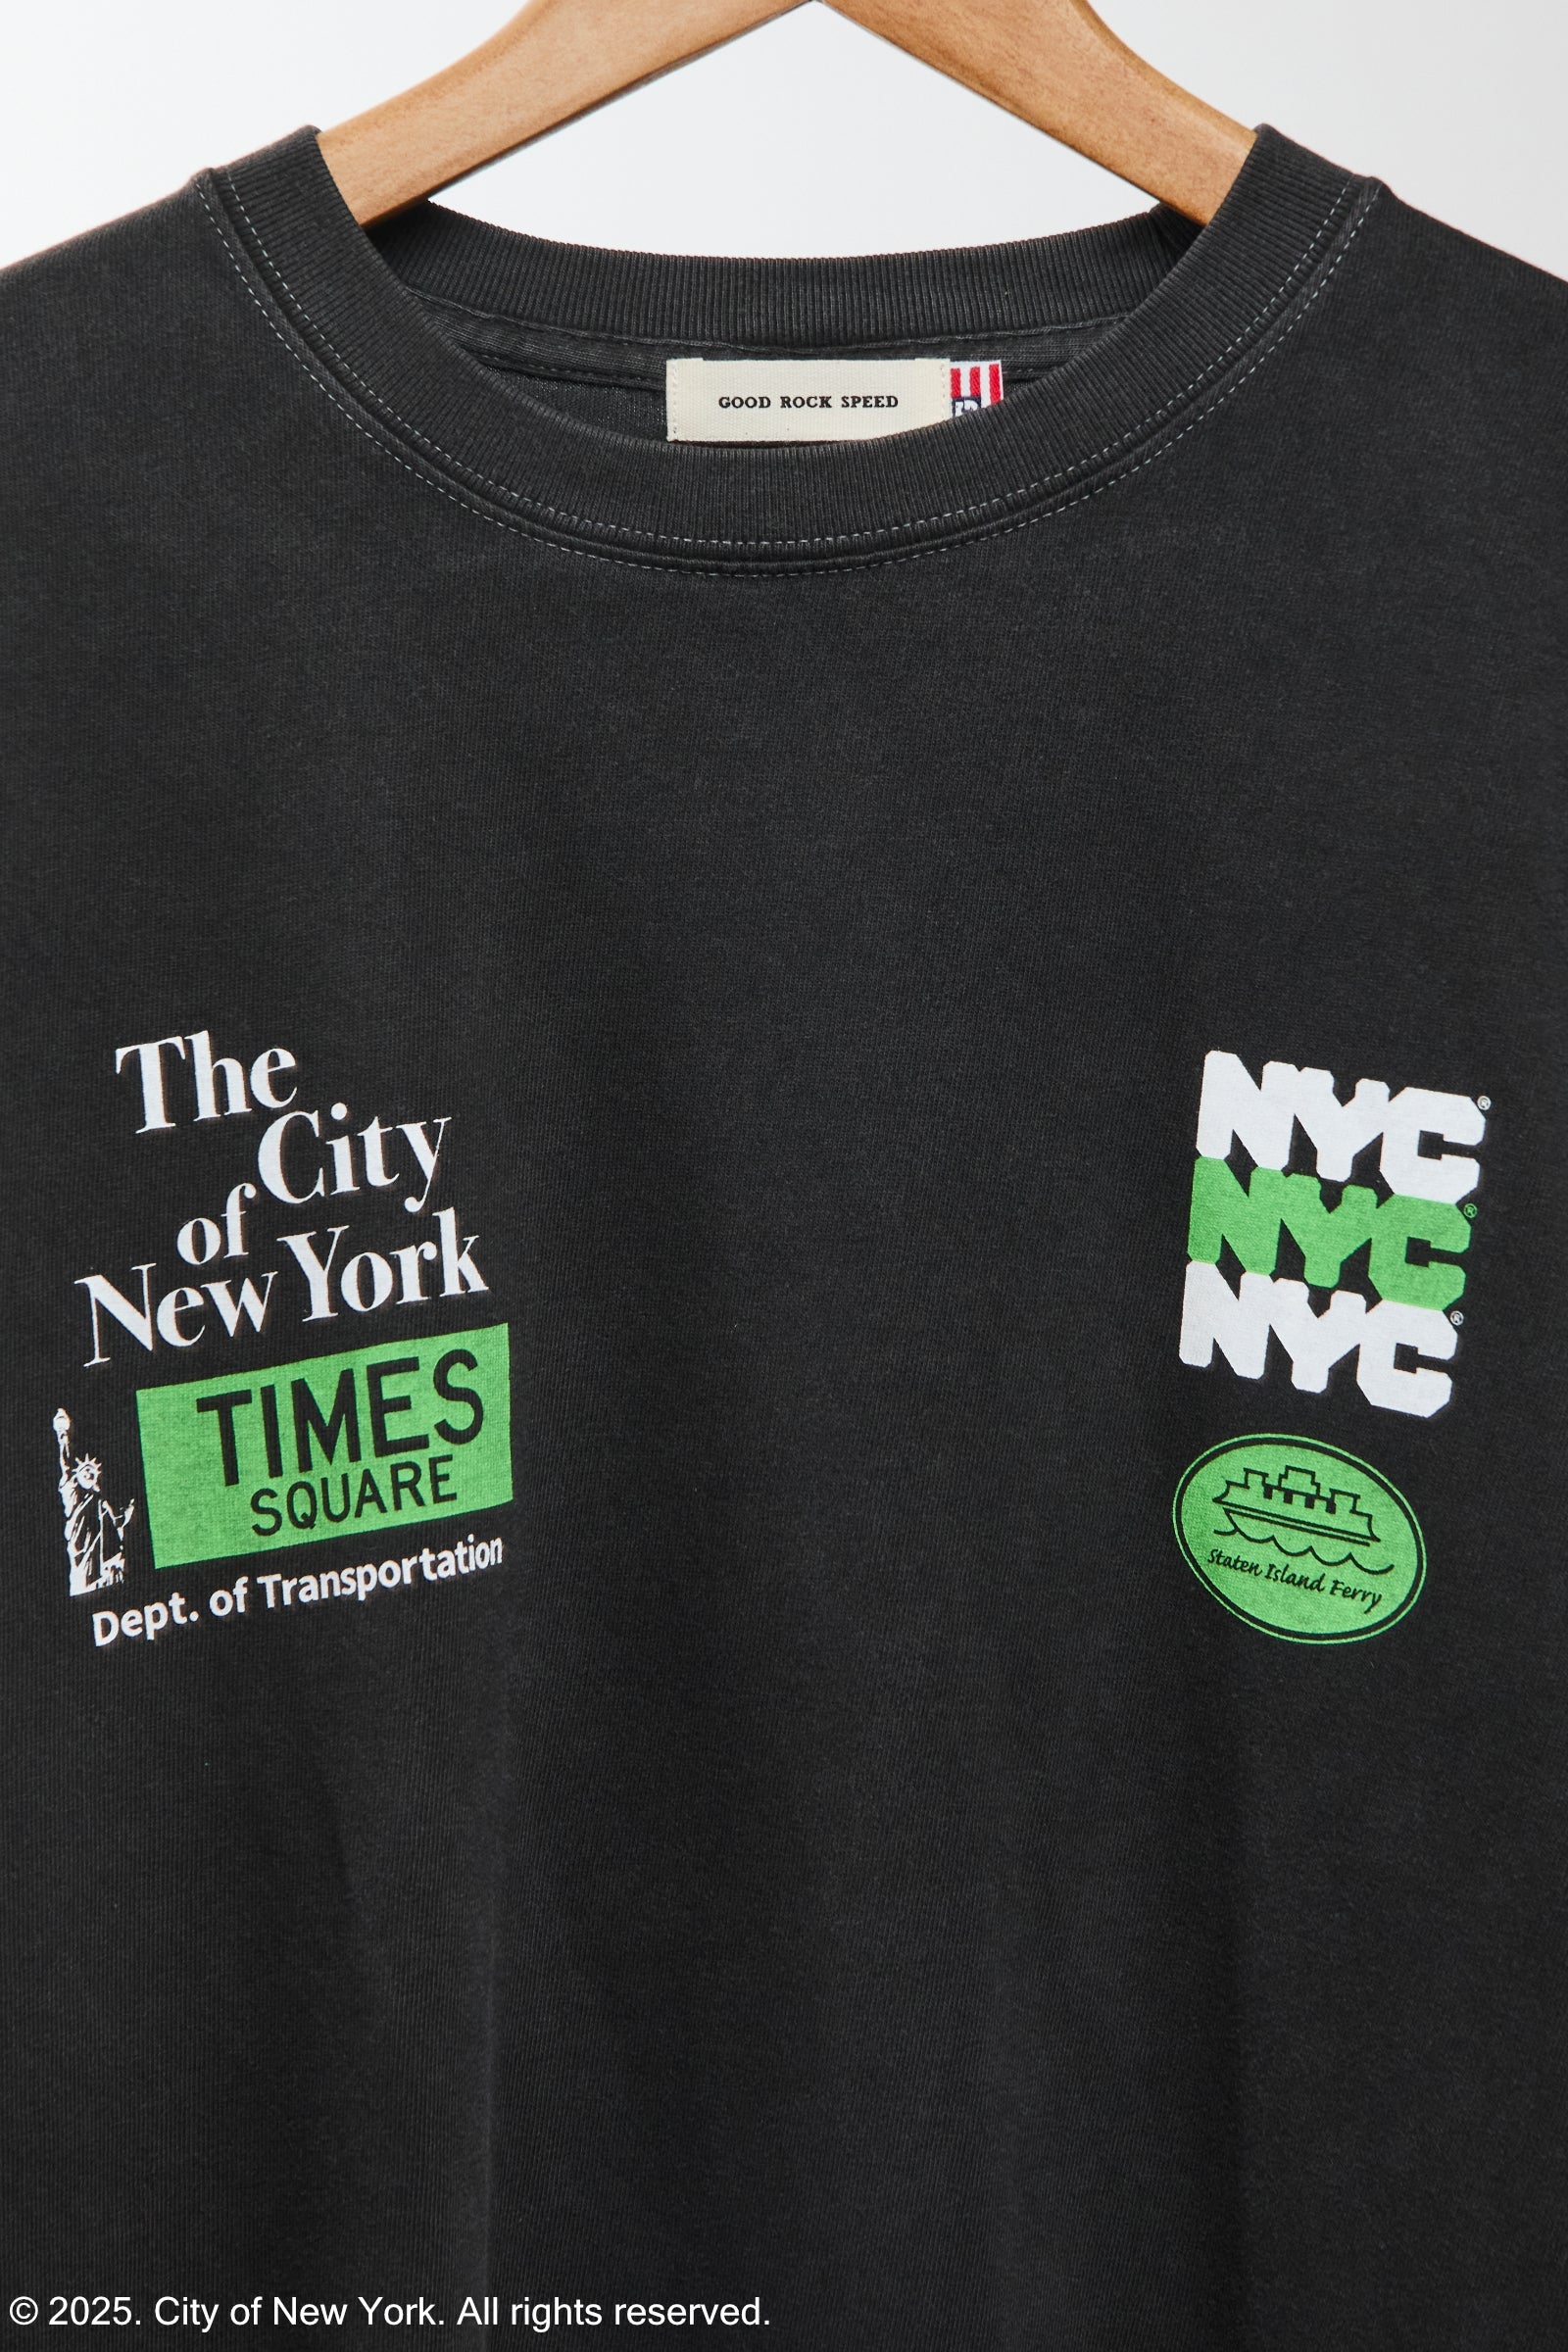 GOOD ROCK SPEED
The
City
of
New York
TIMES
SQUARE
Dept. of Transportation
NYC®
NYC®
NYC®
Staten Island Ferry
© 2025. City of New York. All rights reserved.